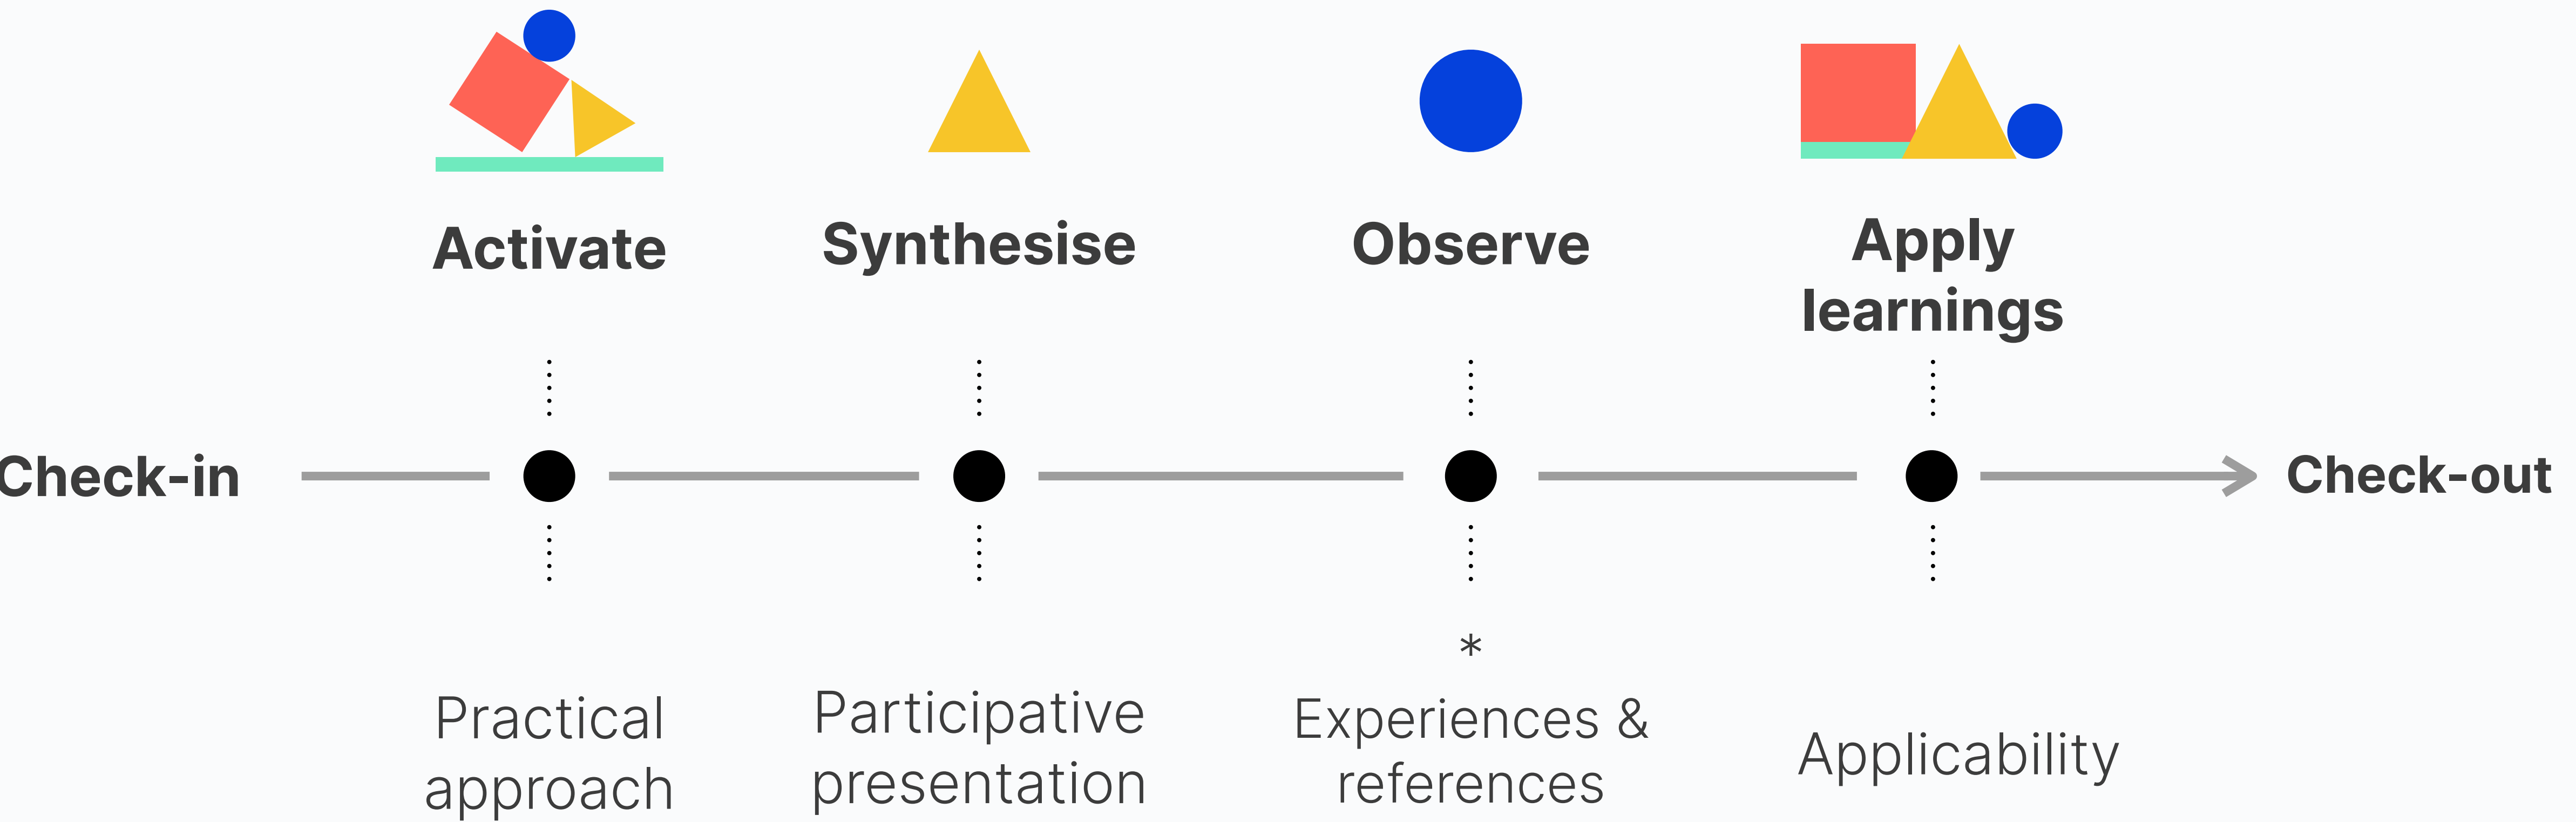 Activate
Synthesise
Observe
Apply
learnings
Check-in
Check-out
Practical
approach
Participative
presentation
*
Experiences &
references
Applicability